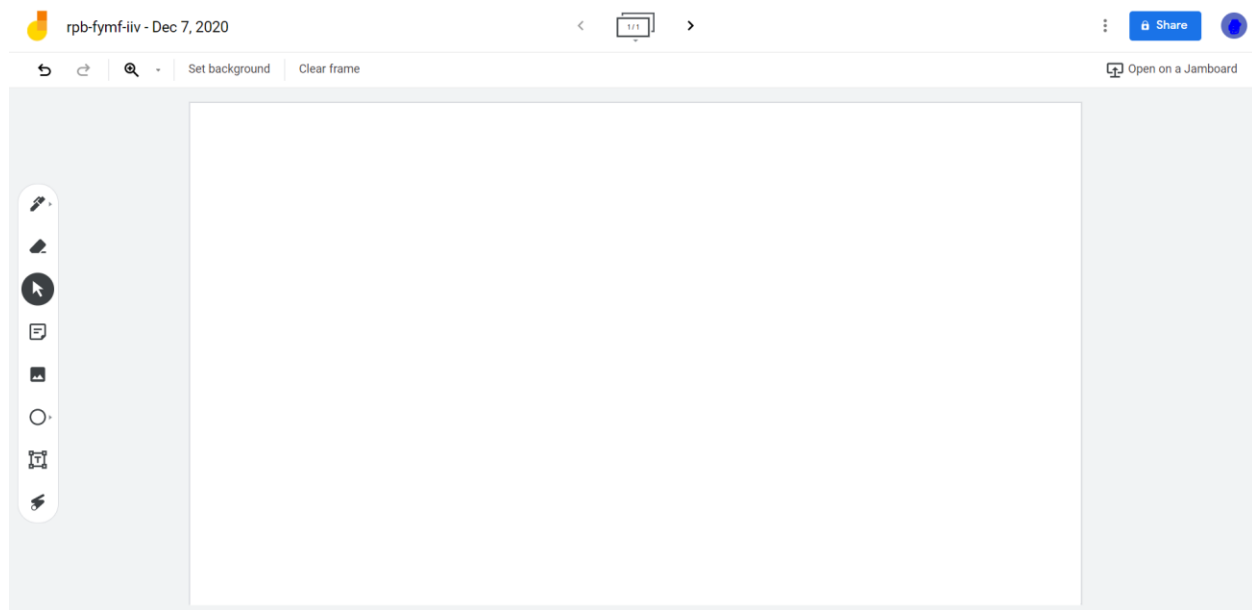 rpb-fymf-iiv - Dec 7, 2020
1/1
Share
Set background
Clear frame
Open on a Jamboard
T